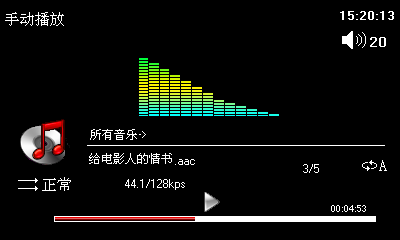 手动播放
15:20:13
20
所有音乐->
给电影人的情书.aac
3/5
A
正常
44.1/128kps
00:04:53